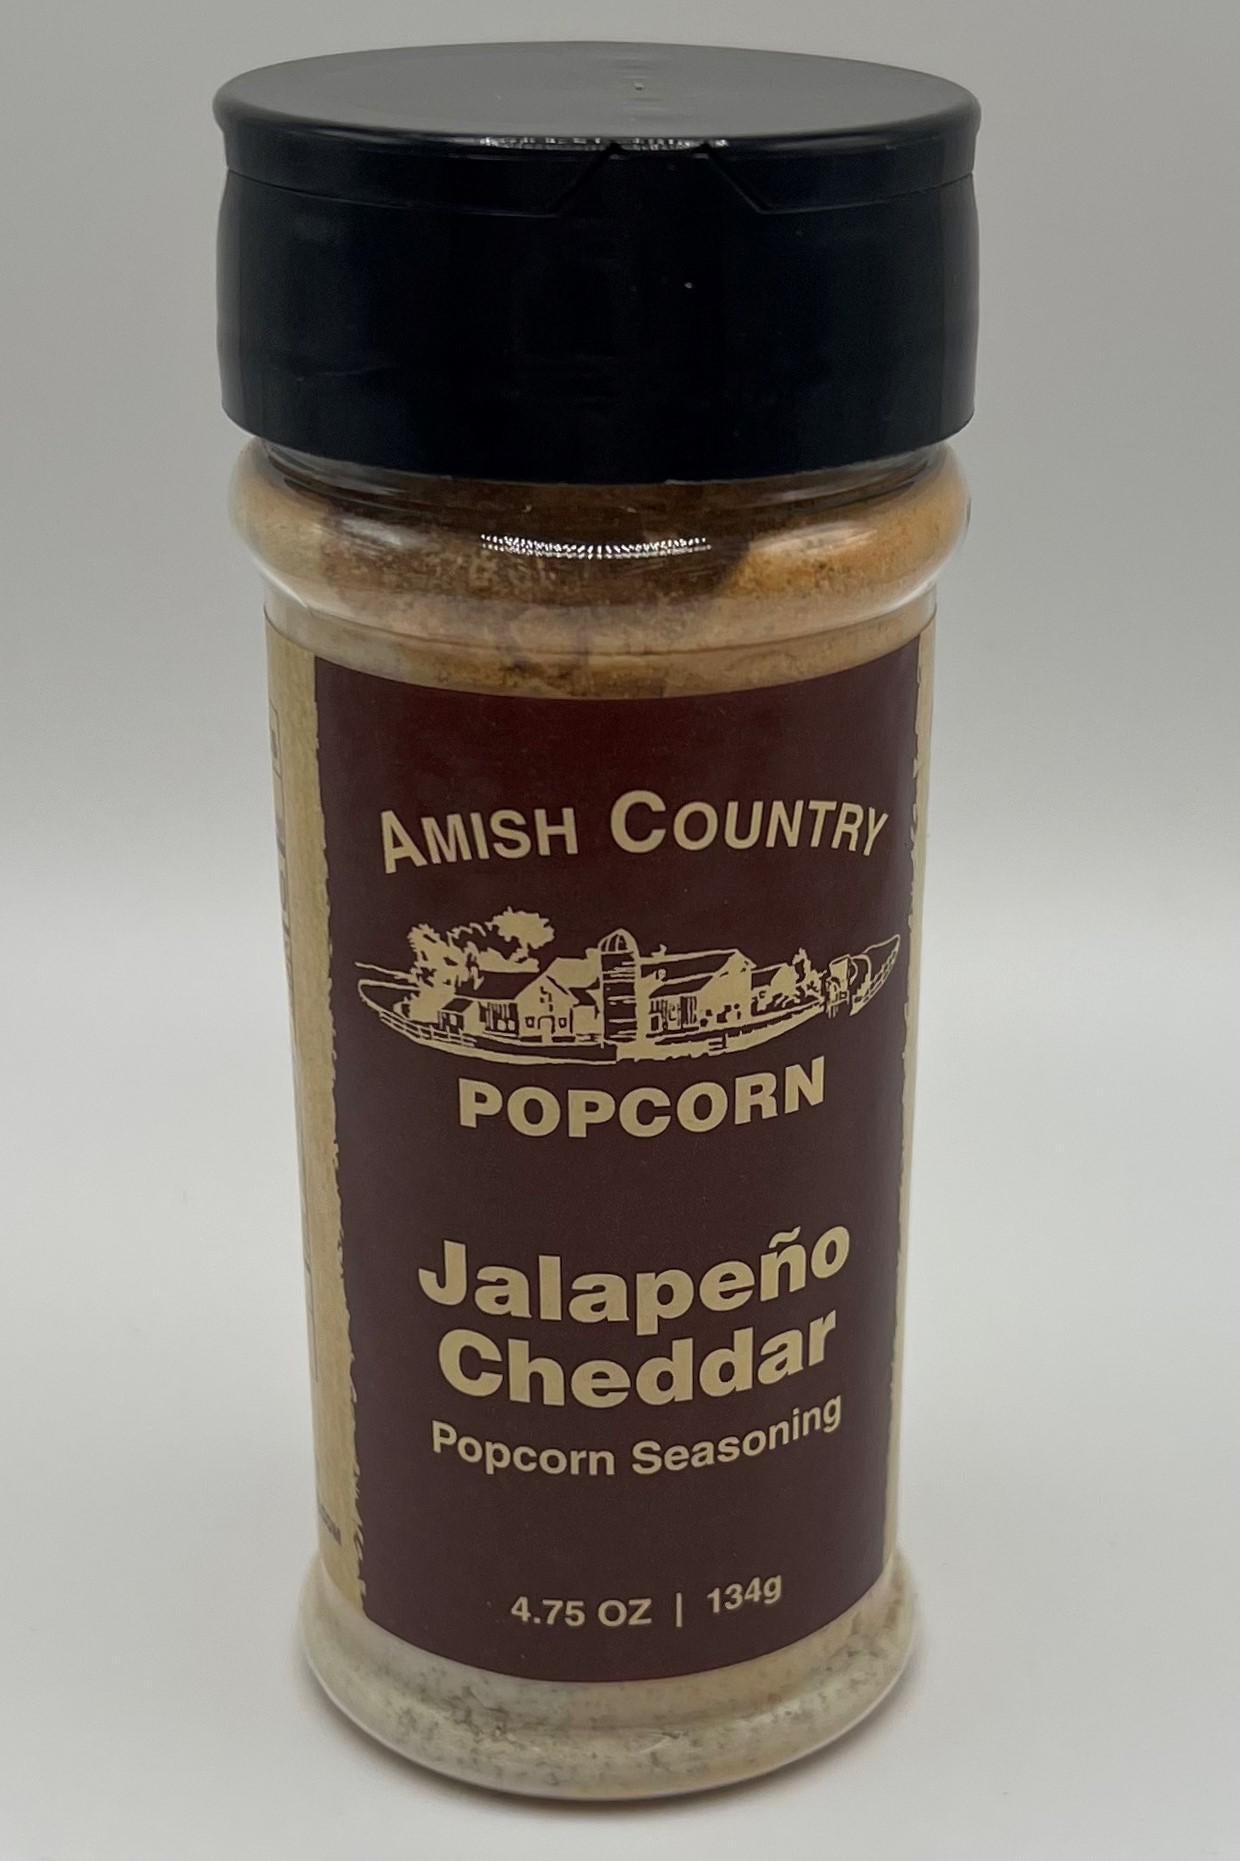 AMISH COUNTRY
POPCORN
Jalapeño
Cheddar
Popcorn Seasoning
4.75 OZ | 134g